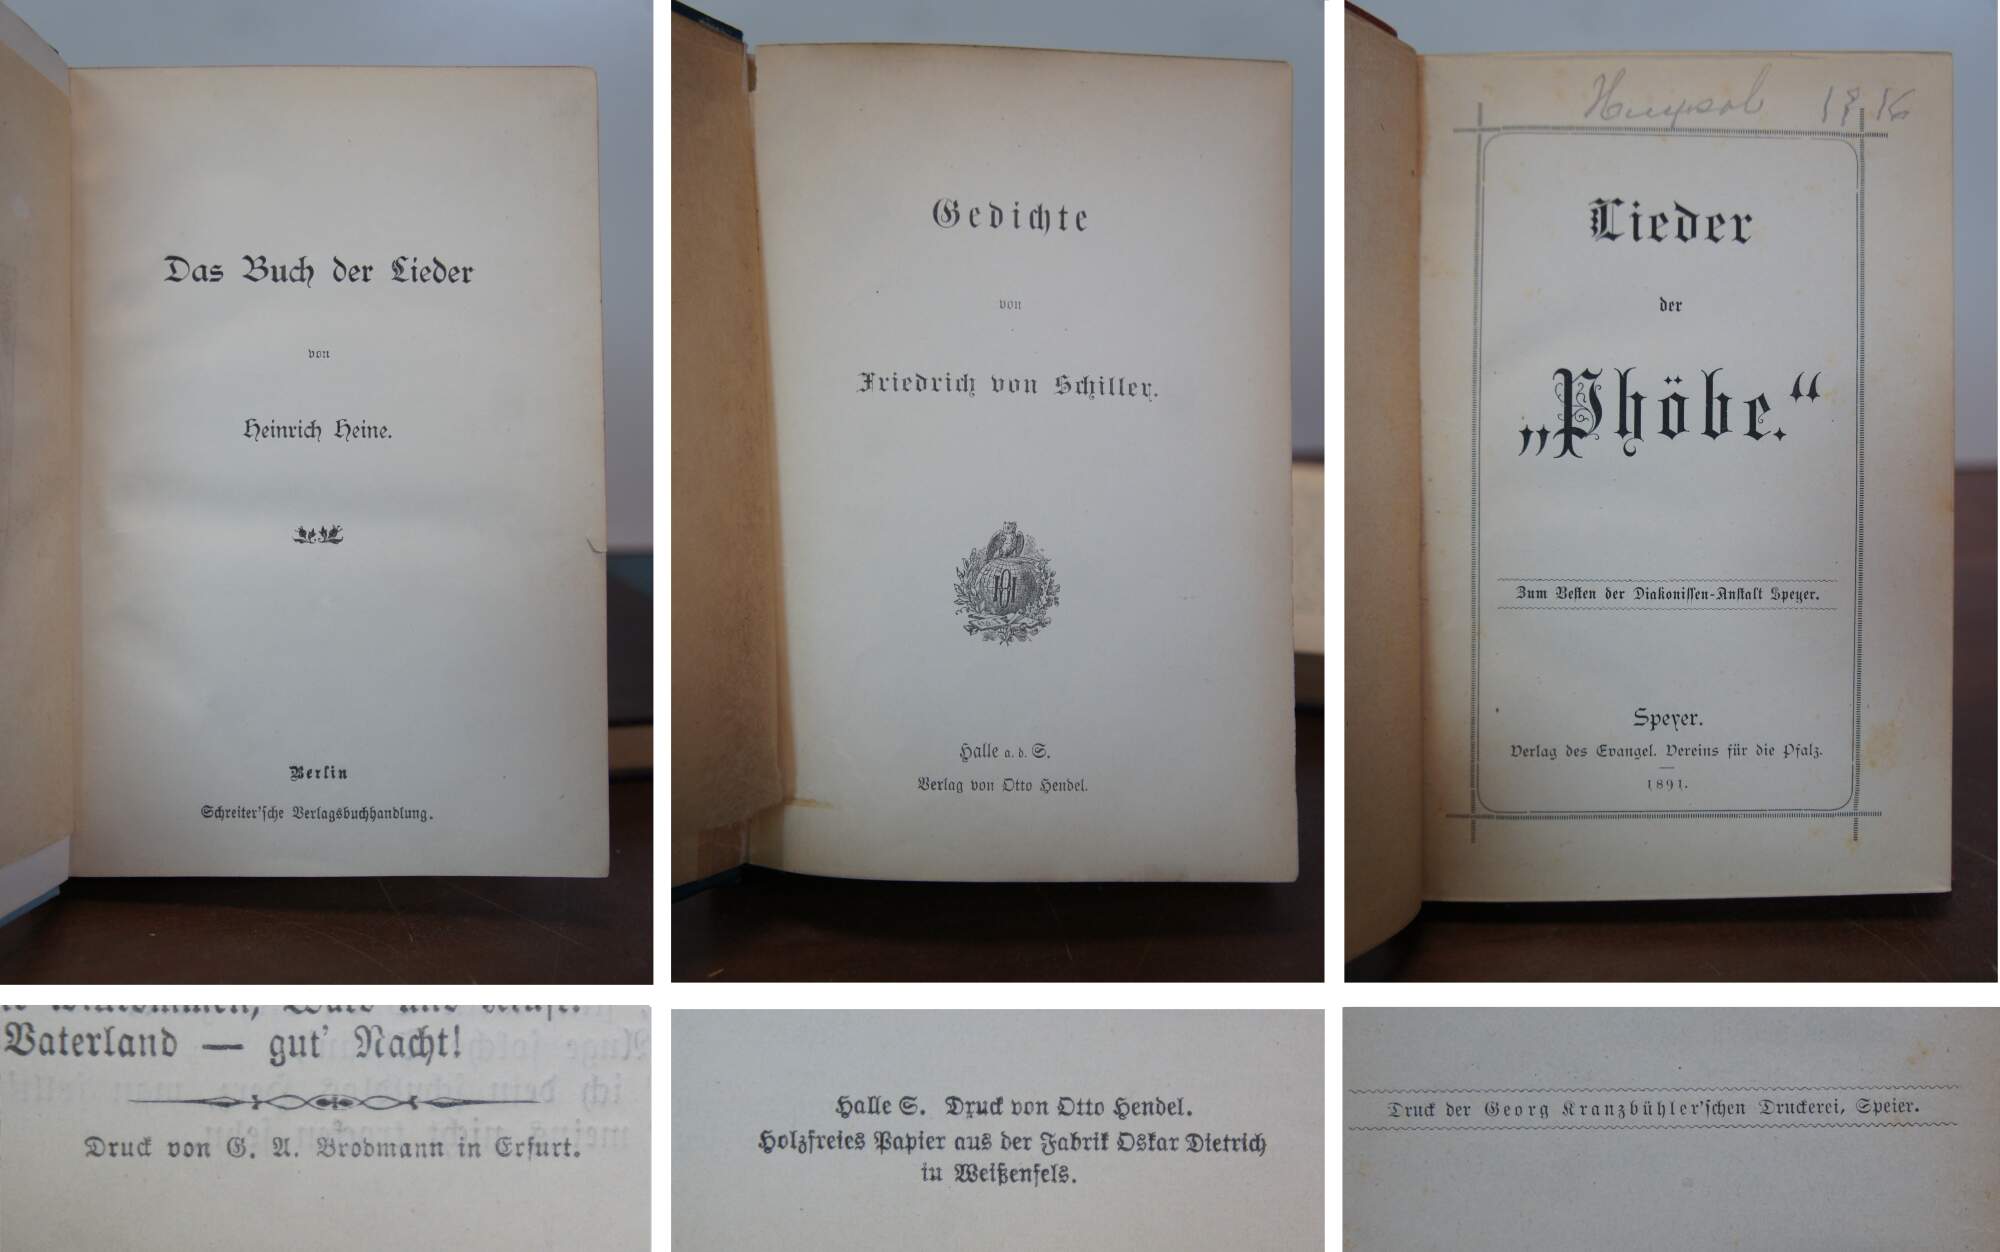 Das Buch der Lieder
von
Heinrich Heine.
Berlin
Schreiter'sche Verlagsbuchhandlung.
Vaterland — gut' Nacht!
Druck von G. A. Brodmann in Erfurt.
Gedichte
von
Friedrich von Schiller.
OH
Halle a. d. S.
Verlag von Otto Hendel.
Halle S. Druck von Otto Hendel.
Holzfreies Papier aus der Fabrik Oskar Dietrich
in Weißenfels.
Lieder
der
„Phöbe.“
Zum Besten der Diakonissen-Anstalt Speyer.
Speyer.
Verlag des Evangel. Vereins für die Pfalz.
1891.
Druck der Georg Kranzbühler'schen Druckerei, Speier.